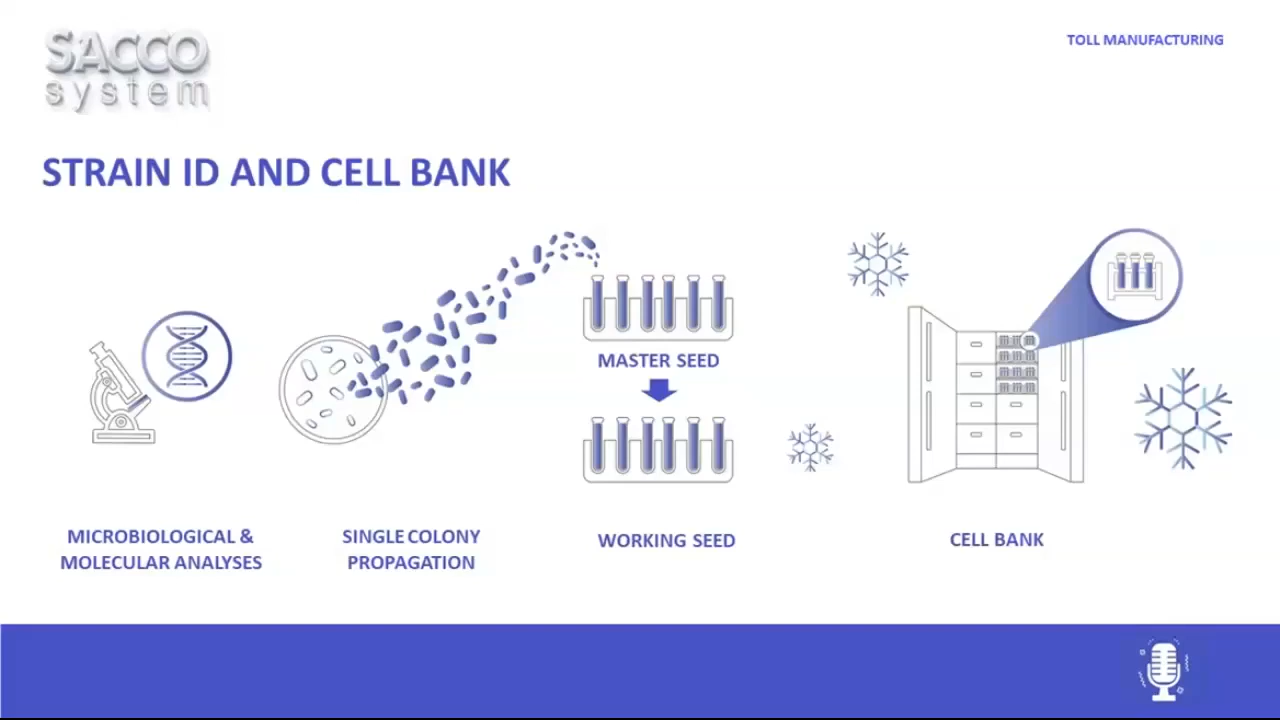 SACCO
system
TOLL MANUFACTURING
STRAIN ID AND CELL BANK
MASTER SEED
MICROBIOLOGICAL &
MOLECULAR ANALYSES
SINGLE COLONY
PROPAGATION
WORKING SEED
CELL BANK